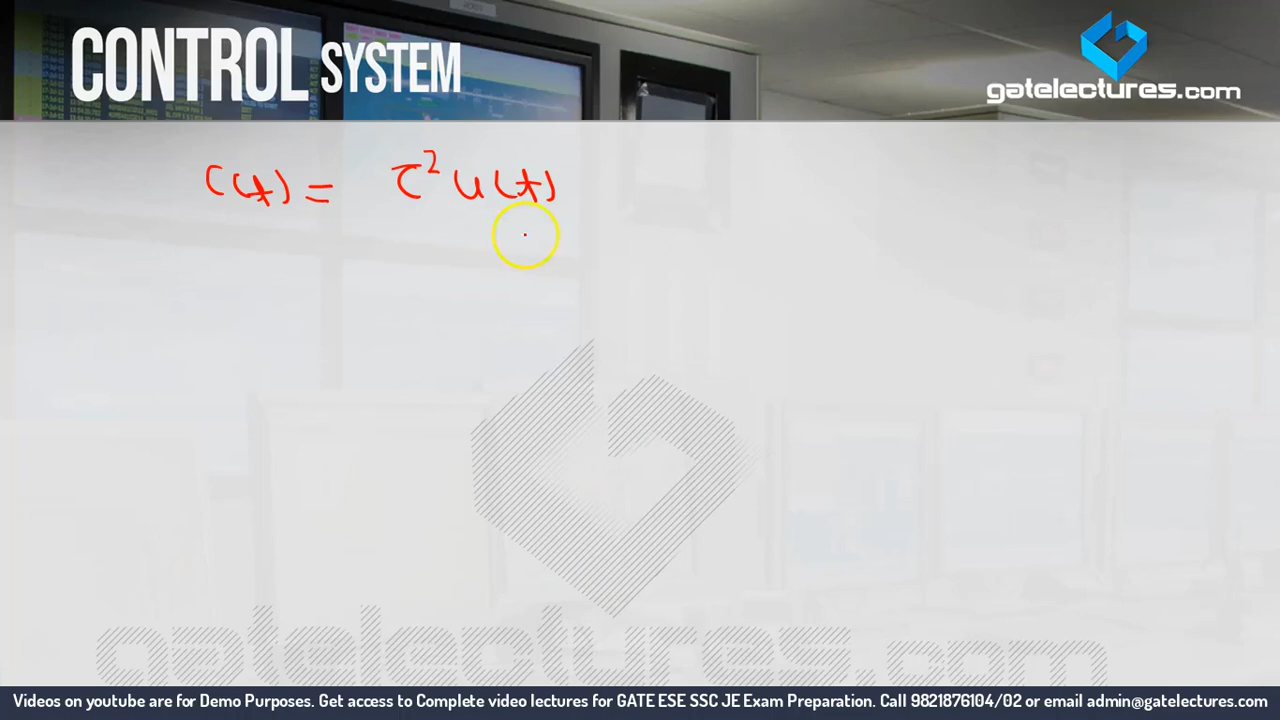 CONTROL SYSTEM
gatelectures.com
C(t) = τ² u(t)
gatelectures.com
Videos on youtube are for Demo Purposes. Get access to Complete video lectures for GATE ESE SSC JE Exam Preparation. Call 9821876104/02 or email admin@gatelectures.com